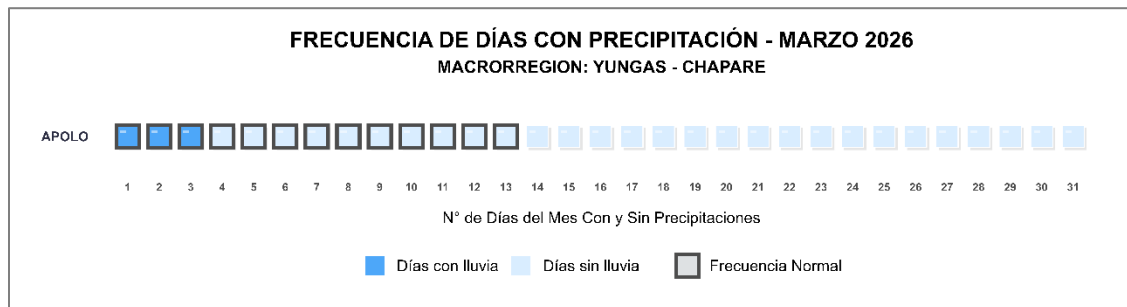 FRECUENCIA DE DÍAS CON PRECIPITACIÓN - MARZO 2026
MACRORREGION: YUNGAS - CHAPARE
APOLO
1 2 3 4 5 6 7 8 9 10 11 12 13 14 15 16 17 18 19 20 21 22 23 24 25 26 27 28 29 30 31
N° de Días del Mes Con y Sin Precipitaciones
Días con lluvia Días sin lluvia Frecuencia Normal